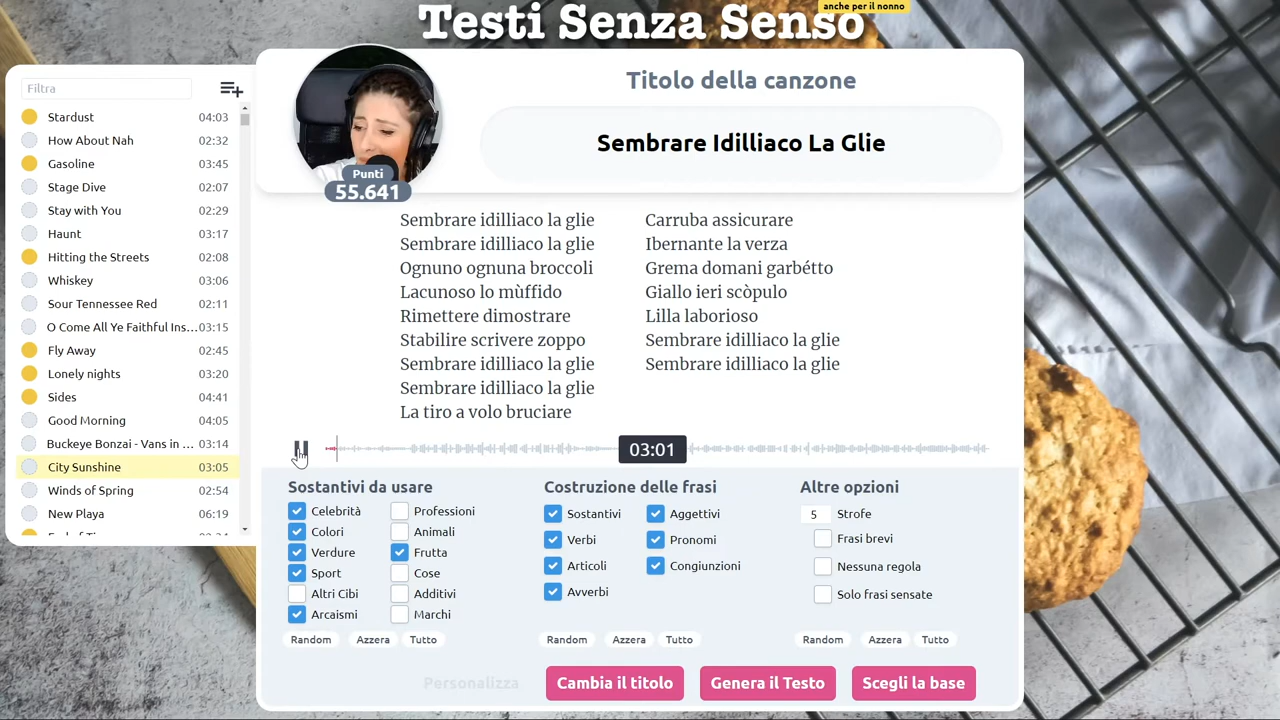 anche per il nonno
Testi Senza Senso
Filtra
Stardust 04:03
How About Nah 02:32
Gasoline 03:45
Stage Dive 02:07
Stay with You 02:29
Haunt 03:17
Hitting the Streets 02:08
Whiskey 03:06
Sour Tennessee Red 02:11
O Come All Ye Faithful Ins... 03:15
Fly Away 02:45
Lonely nights 03:20
Sides 04:41
Good Morning 04:05
Buckeye Bonzai - Vans in ... 03:14
City Sunshine 03:05
Winds of Spring 02:54
New Playa 06:19
Titolo della canzone
Sembrare Idilliaco La Glie
Punti
55.641
Sembrare idilliaco la glie
Sembrare idilliaco la glie
Ognuno ognuna broccoli
Lacunoso lo mùffido
Rimettere dimostrare
Stabilire scrivere zoppo
Sembrare idilliaco la glie
Sembrare idilliaco la glie
La tiro a volo bruciare
Carruba assicurare
Ibernante la verza
Grema domani garbétto
Giallo ieri scòpulo
Lilla laborioso
Sembrare idilliaco la glie
Sembrare idilliaco la glie
03:01
Sostantivi da usare
Celebrità Professioni
Colori Animali
Verdure Frutta
Sport Cose
Altri Cibi Additivi
Arcaismi Marchi
Random Azzera Tutto
Costruzione delle frasi
Sostantivi Aggettivi
Verbi Pronomi
Articoli Congiunzioni
Avverbi
Random Azzera Tutto
Altre opzioni
5 Strofe
Frasi brevi
Nessuna regola
Solo frasi sensate
Random Azzera Tutto
Personalizza
Cambia il titolo
Genera il Testo
Scegli la base